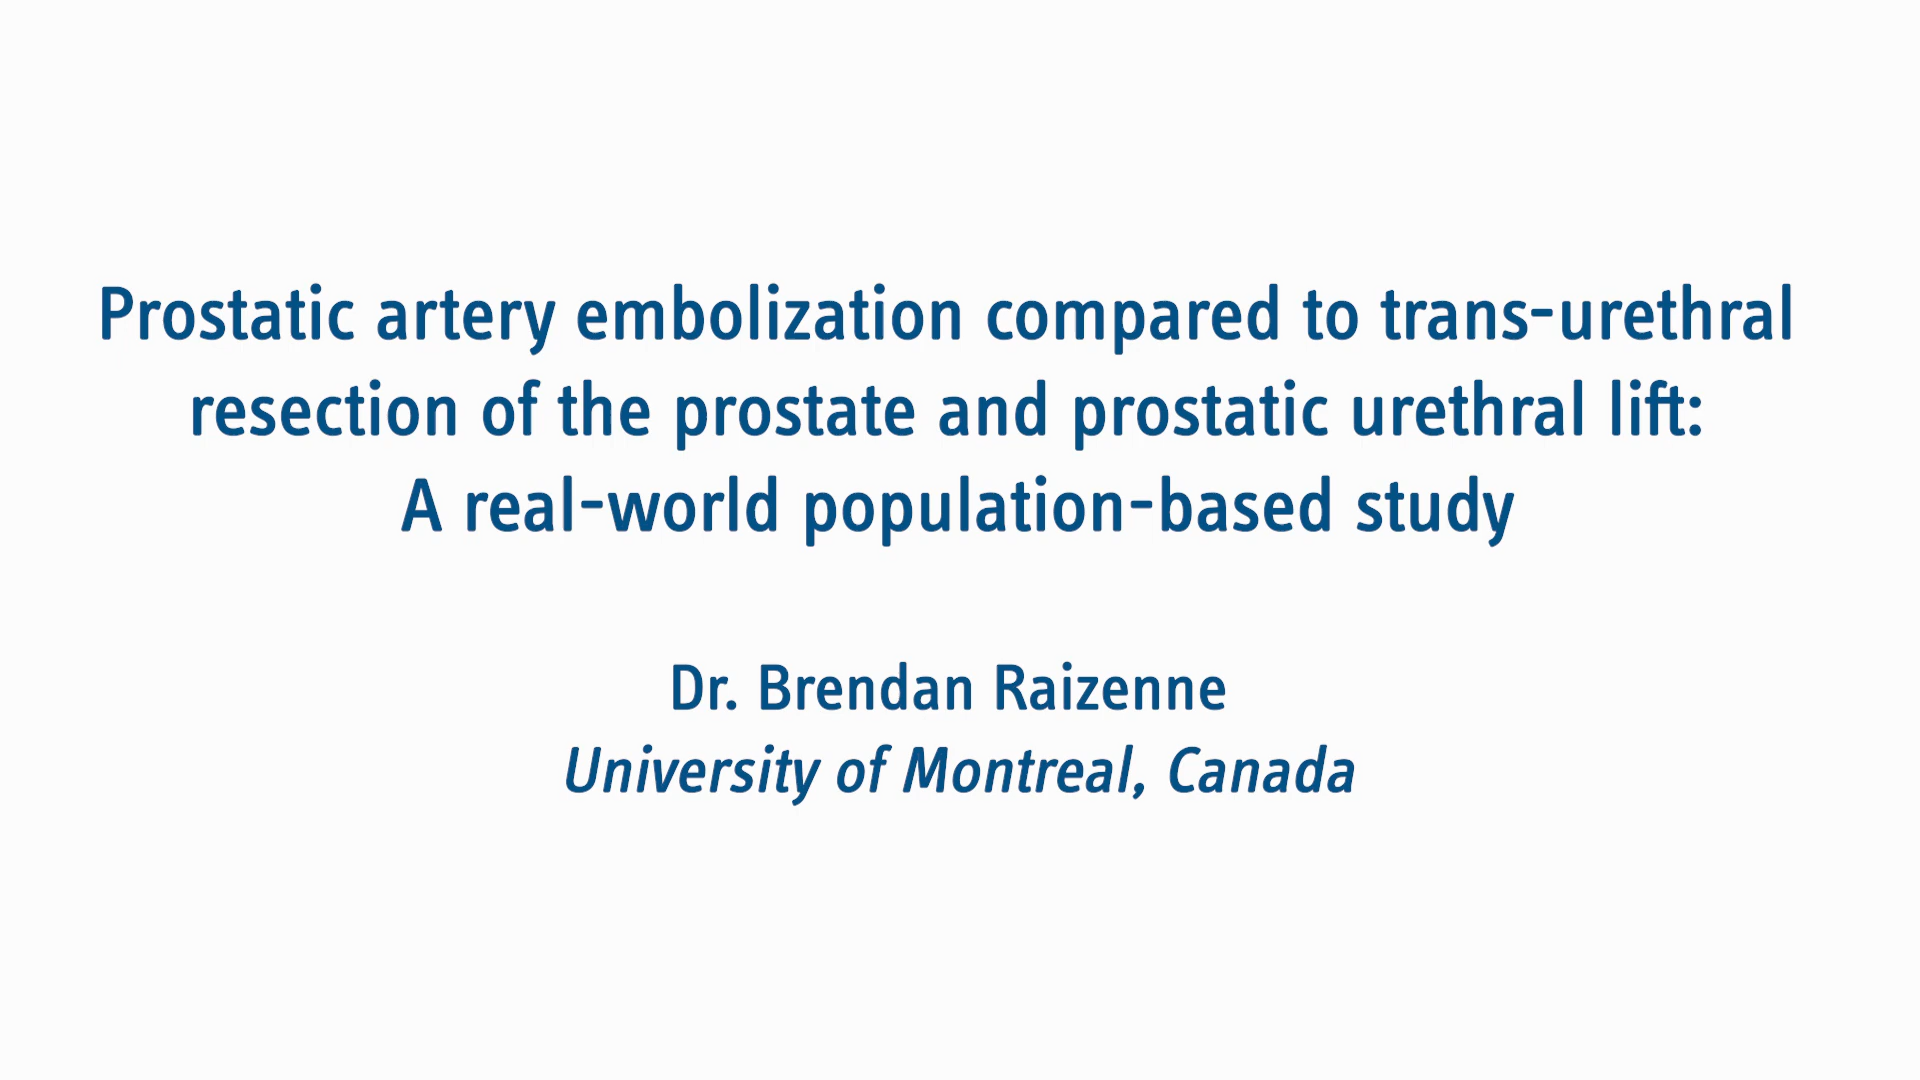 Prostatic artery embolization compared to trans-urethral
resection of the prostate and prostatic urethral lift:
A real-world population-based study
Dr. Brendan Raizenne
University of Montreal, Canada